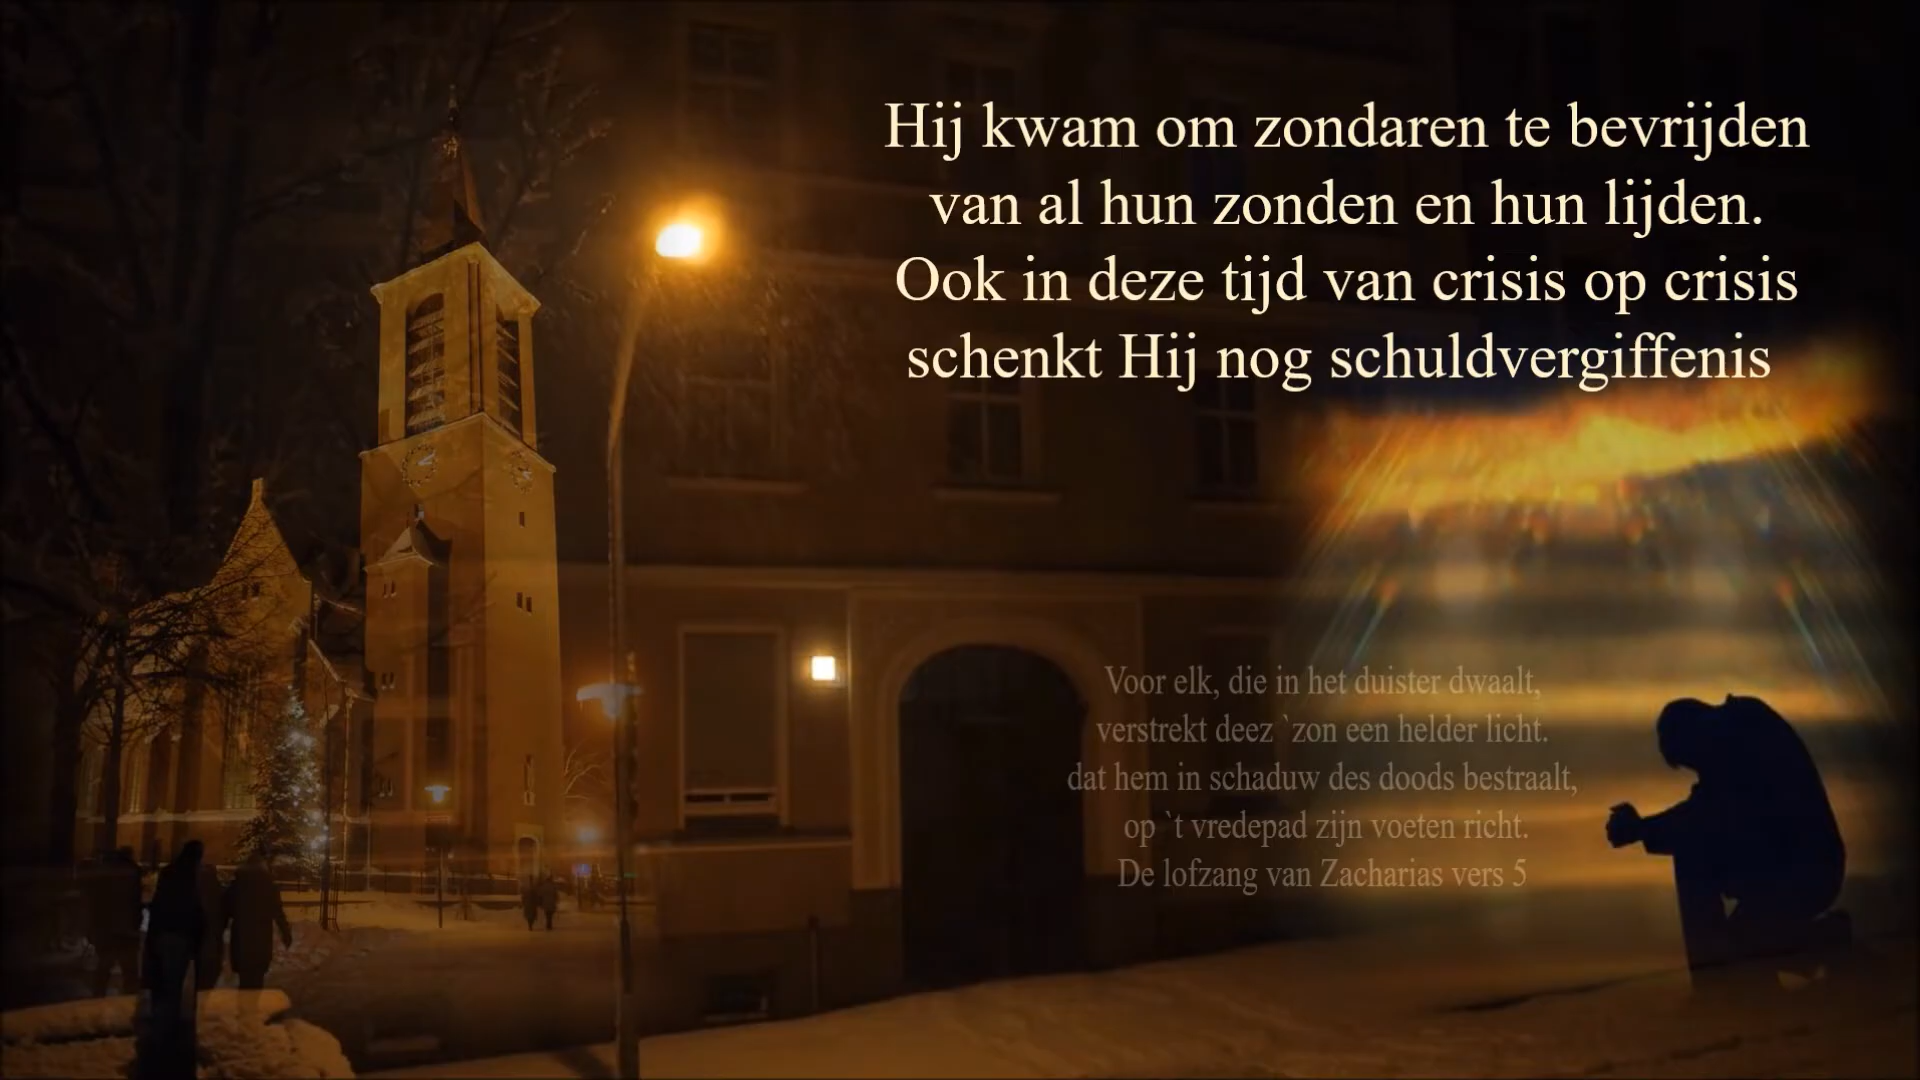 Hij kwam om zondaren te bevrijden
van al hun zonden en hun lijden.
Ook in deze tijd van crisis op crisis
schenkt Hij nog schuldvergiffenis
Voor elk, die in het duister dwaalt,
verstrekt deez `zon een helder licht.
dat hem in schaduw des doods bestraalt,
op `t vredepad zijn voeten richt.
De lofzang van Zacharias vers 5